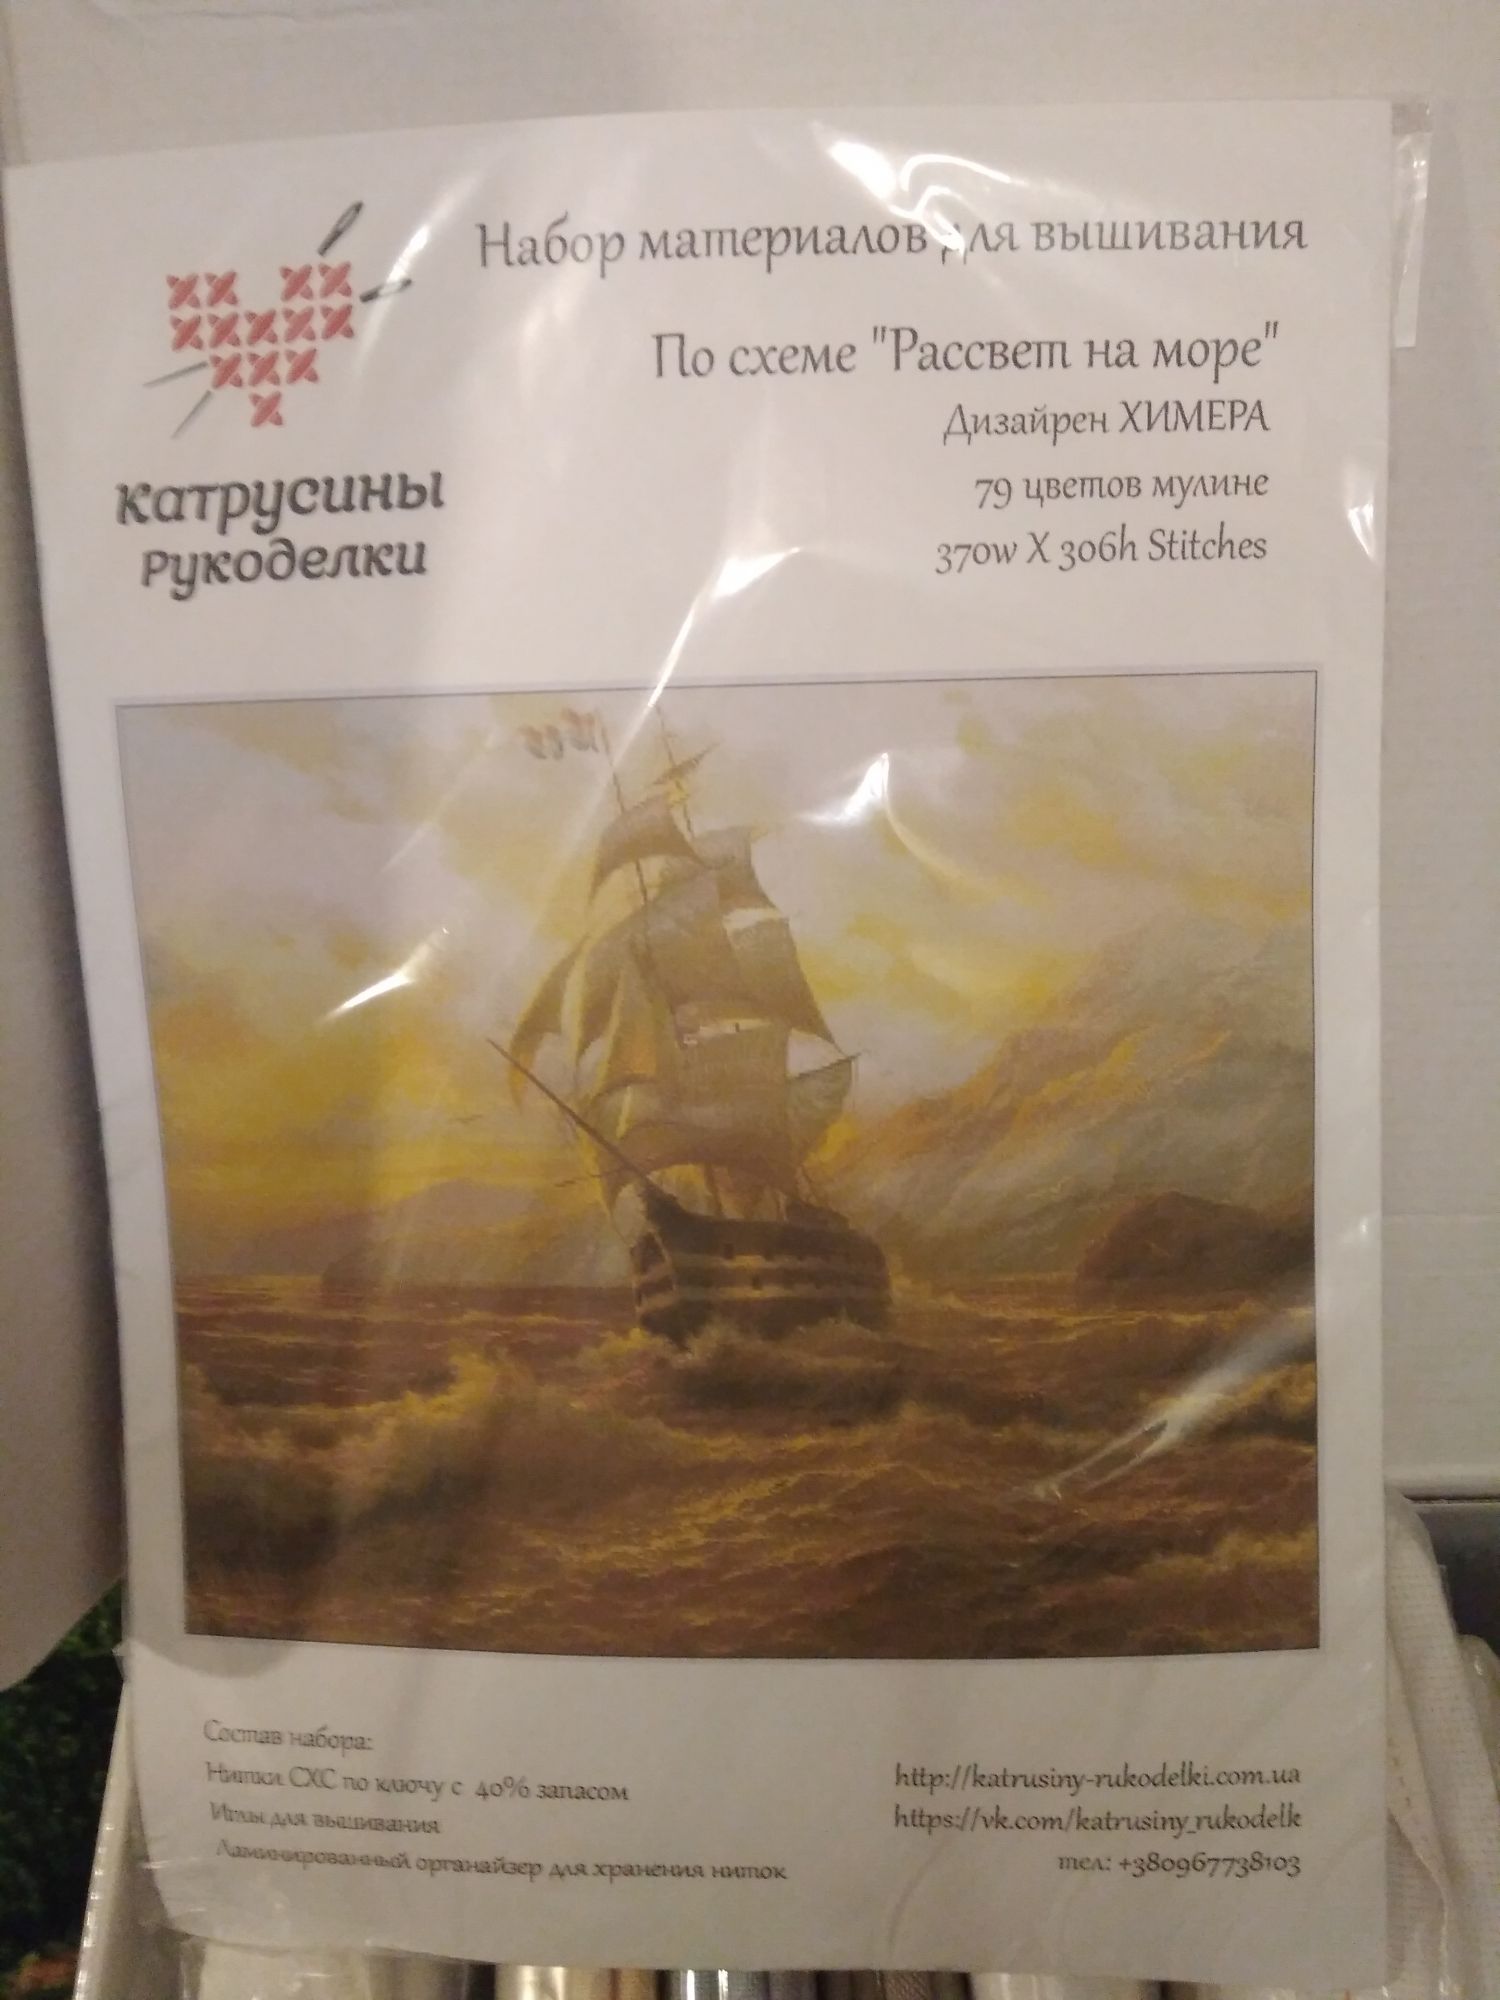 Набор материалов для вышивания
По схеме "Рассвет на море"
Дизайрен ХИМЕРА
79 цветов мулине
370w X 306h Stitches
катрусины
рукоделки
Состав набора:
Нитки СХС по ключу с 40% запасом
Иглы для вышивания
Ламинированный органайзер для хранения ниток
http://katrusiny-rukodelki.com.ua
https://vk.com/katrusiny_rukodelk
тел: +380967738103